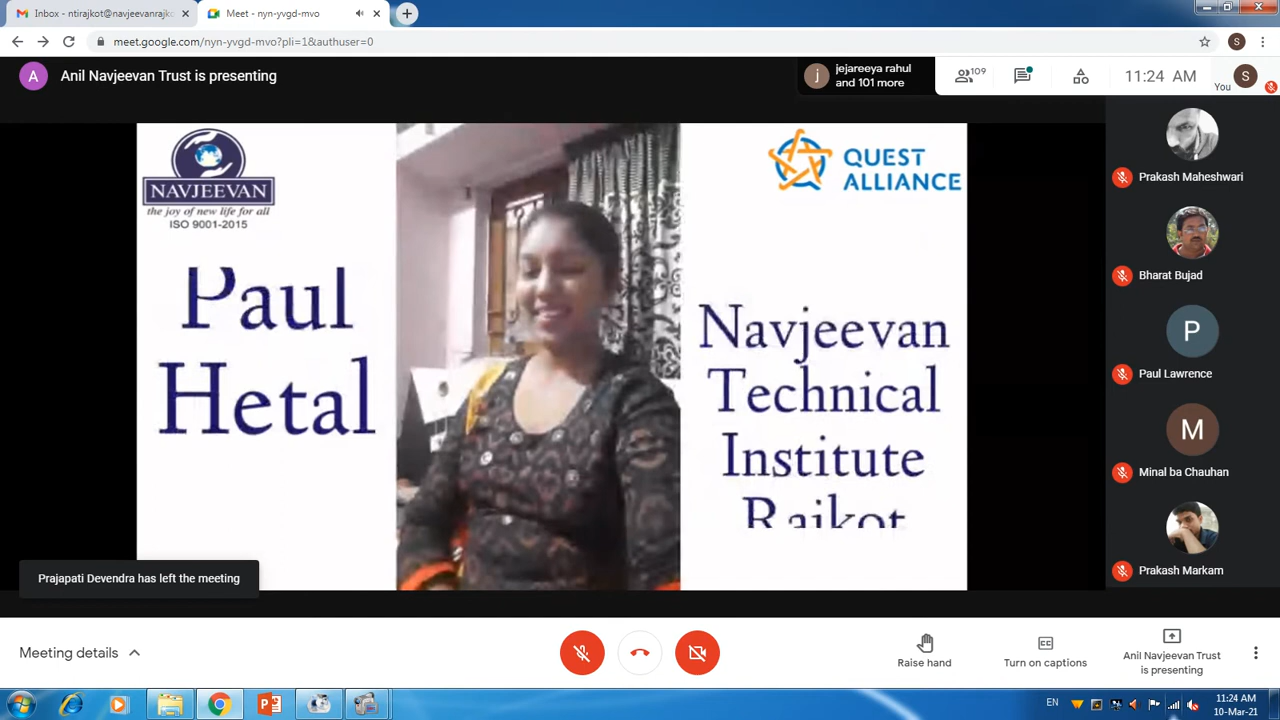 Inbox - ntirajkot@navjeevanrajk
Meet - nyn-yvgd-mvo
meet.google.com/nyn-yvgd-mvo?pli=1&authuser=0
A
Anil Navjeevan Trust is presenting
j
jejareeya rahul
and 101 more
109
11:24 AM
You
S
S
NAVJEEVAN
the joy of new life for all
ISO 9001-2015
QUEST
ALLIANCE
Paul
Hetal
Navjeevan
Technical
Institute
Rajkot
Prakash Maheshwari
Bharat Bujad
P
Paul Lawrence
M
Minal ba Chauhan
Prakash Markam
Prajapati Devendra has left the meeting
Meeting details
Raise hand
CC
Turn on captions
Anil Navjeevan Trust
is presenting
EN
11:24 AM
10-Mar-21